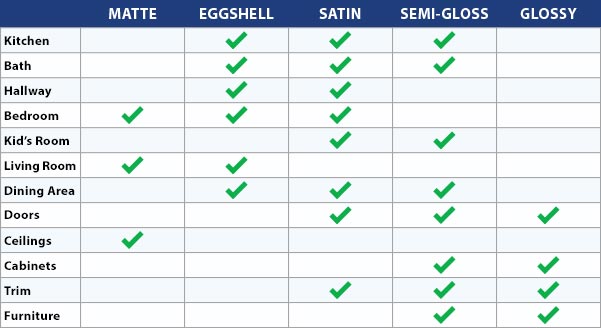 MATTE EGGSHELL SATIN SEMI-GLOSS GLOSSY
Kitchen
Bath
Hallway
Bedroom
Kid's Room
Living Room
Dining Area
Doors
Ceilings
Cabinets
Trim
Furniture